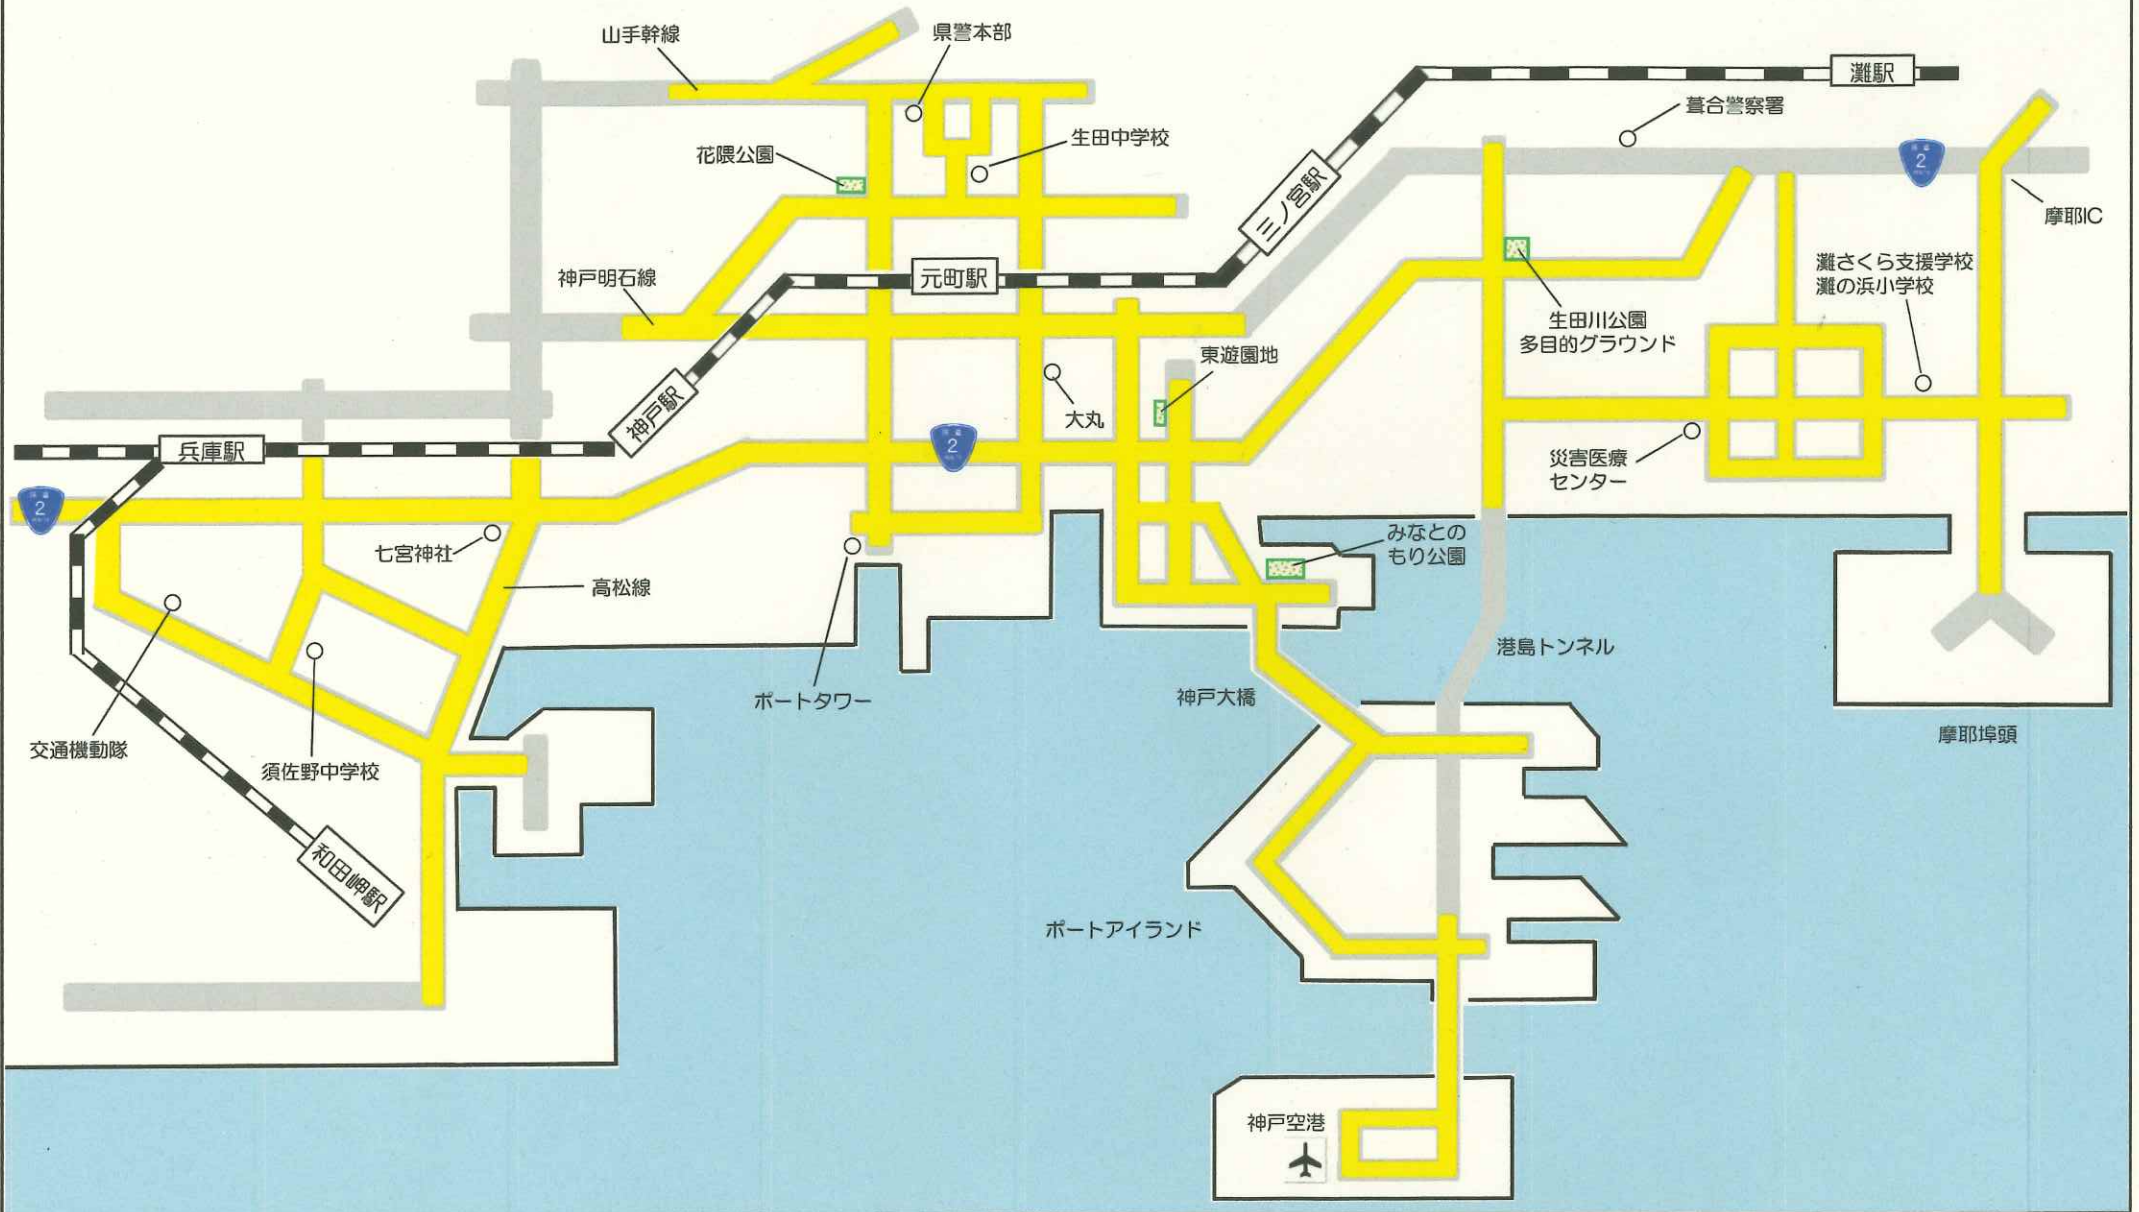 山手幹線
県警本部
灘駅
葺合警察署
2
生田中学校
花隈公園
三ノ宮駅
摩耶IC
神戸明石線
元町駅
灘さくら支援学校
灘の浜小学校
生田川公園
多目的グラウンド
東遊園地
神戸駅
大丸
兵庫駅
2
災害医療
センター
2
七宮神社
みなとの
もり公園
高松線
港島トンネル
ポートタワー
神戸大橋
摩耶埠頭
交通機動隊
須佐野中学校
和田岬駅
ポートアイランド
神戸空港